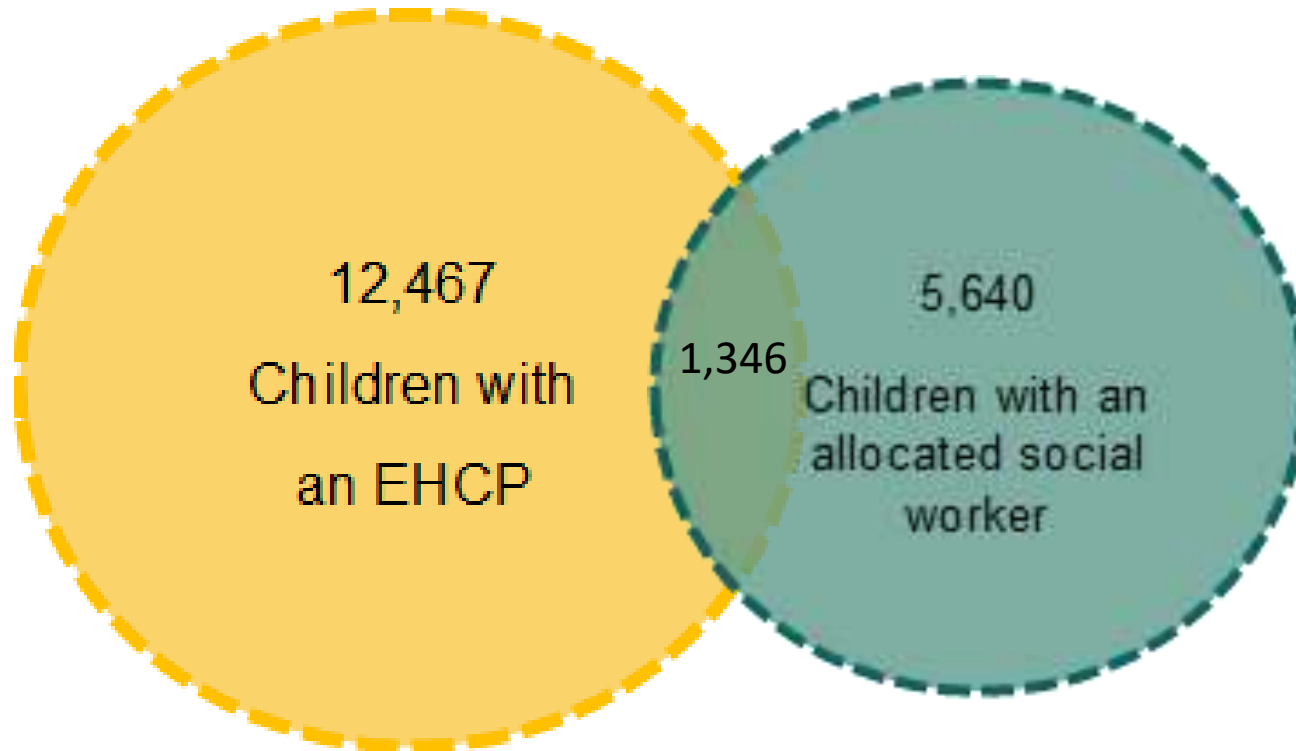 12,467
Children with
an EHCP
1,346
5,640
Children with an
allocated social
worker